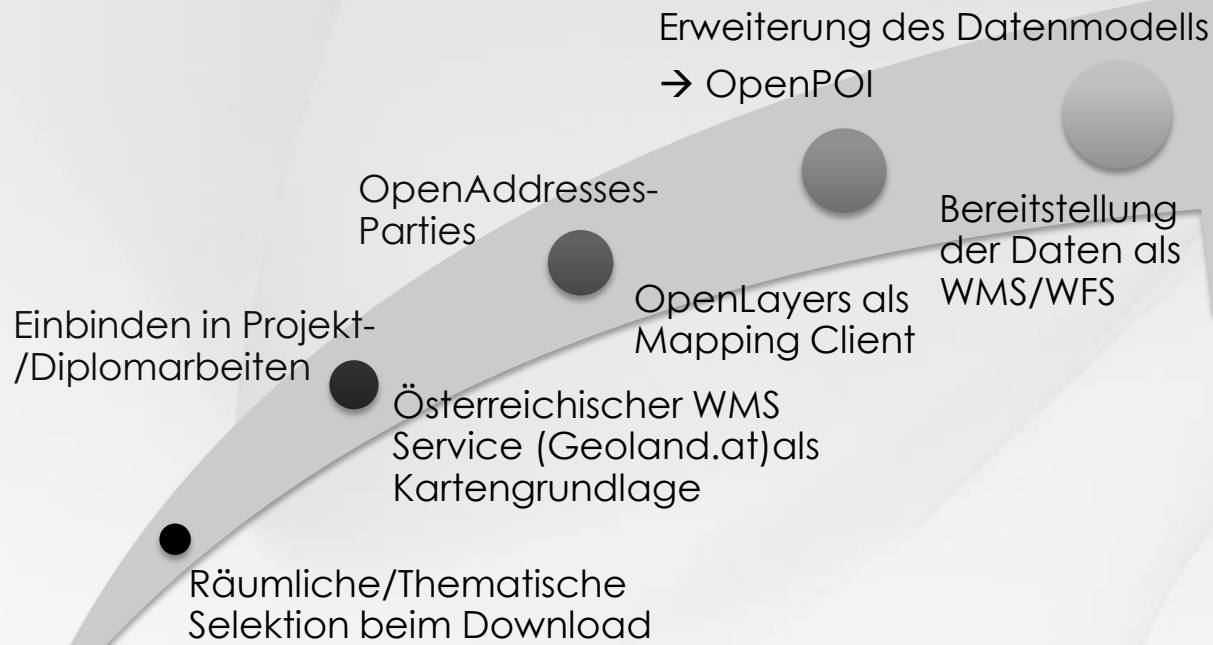 Erweiterung des Datenmodells
→ OpenPOI
OpenAddresses-
Parties
Bereitstellung
der Daten als
WMS/WFS
OpenLayers als
Mapping Client
Einbinden in Projekt-
/Diplomarbeiten
Österreichischer WMS
Service (Geoland.at)als
Kartengrundlage
Räumliche/Thematische
Selektion beim Download